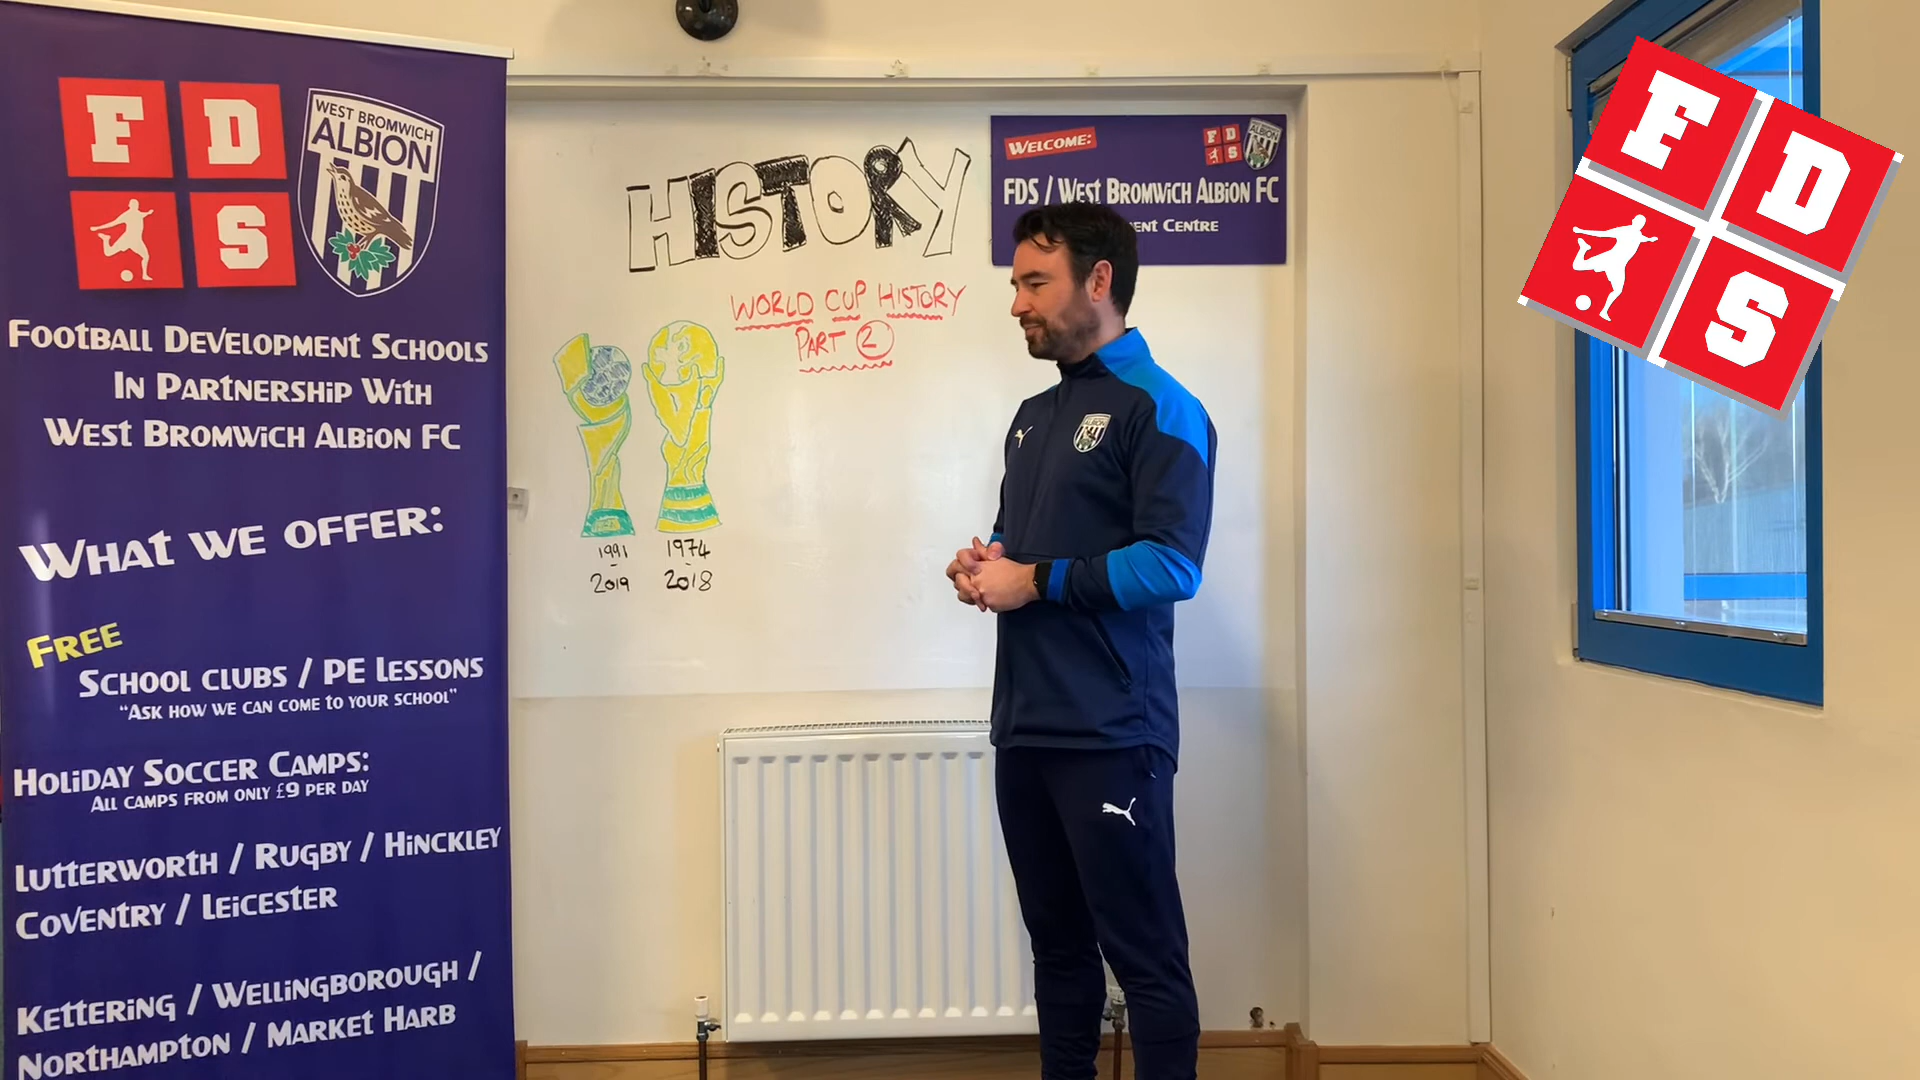 F D
S
WEST BROMWICH
ALBION
FOOTBALL DEVELOPMENT SCHOOLS
IN PARTNERSHIP WITH
WEST BROMWICH ALBION FC
WHAT WE OFFER:
FREE
SCHOOL CLUBS / PE LESSONS
"ASK HOW WE CAN COME TO YOUR SCHOOL"
HOLIDAY SOCCER CAMPS:
ALL CAMPS FROM ONLY £9 PER DAY
LUTTERWORTH / RUGBY / HINCKLEY
COVENTRY / LEICESTER
KETTERING / WELLINGBOROUGH /
NORTHAMPTON / MARKET HARB
HISTORY
WORLD CUP HISTORY
PART 2
1991
-
2019
1974
-
2018
WELCOME:
F D
S
FDS / WEST BROMWICH ALBION FC
ENT CENTRE
ALBION
F D
S